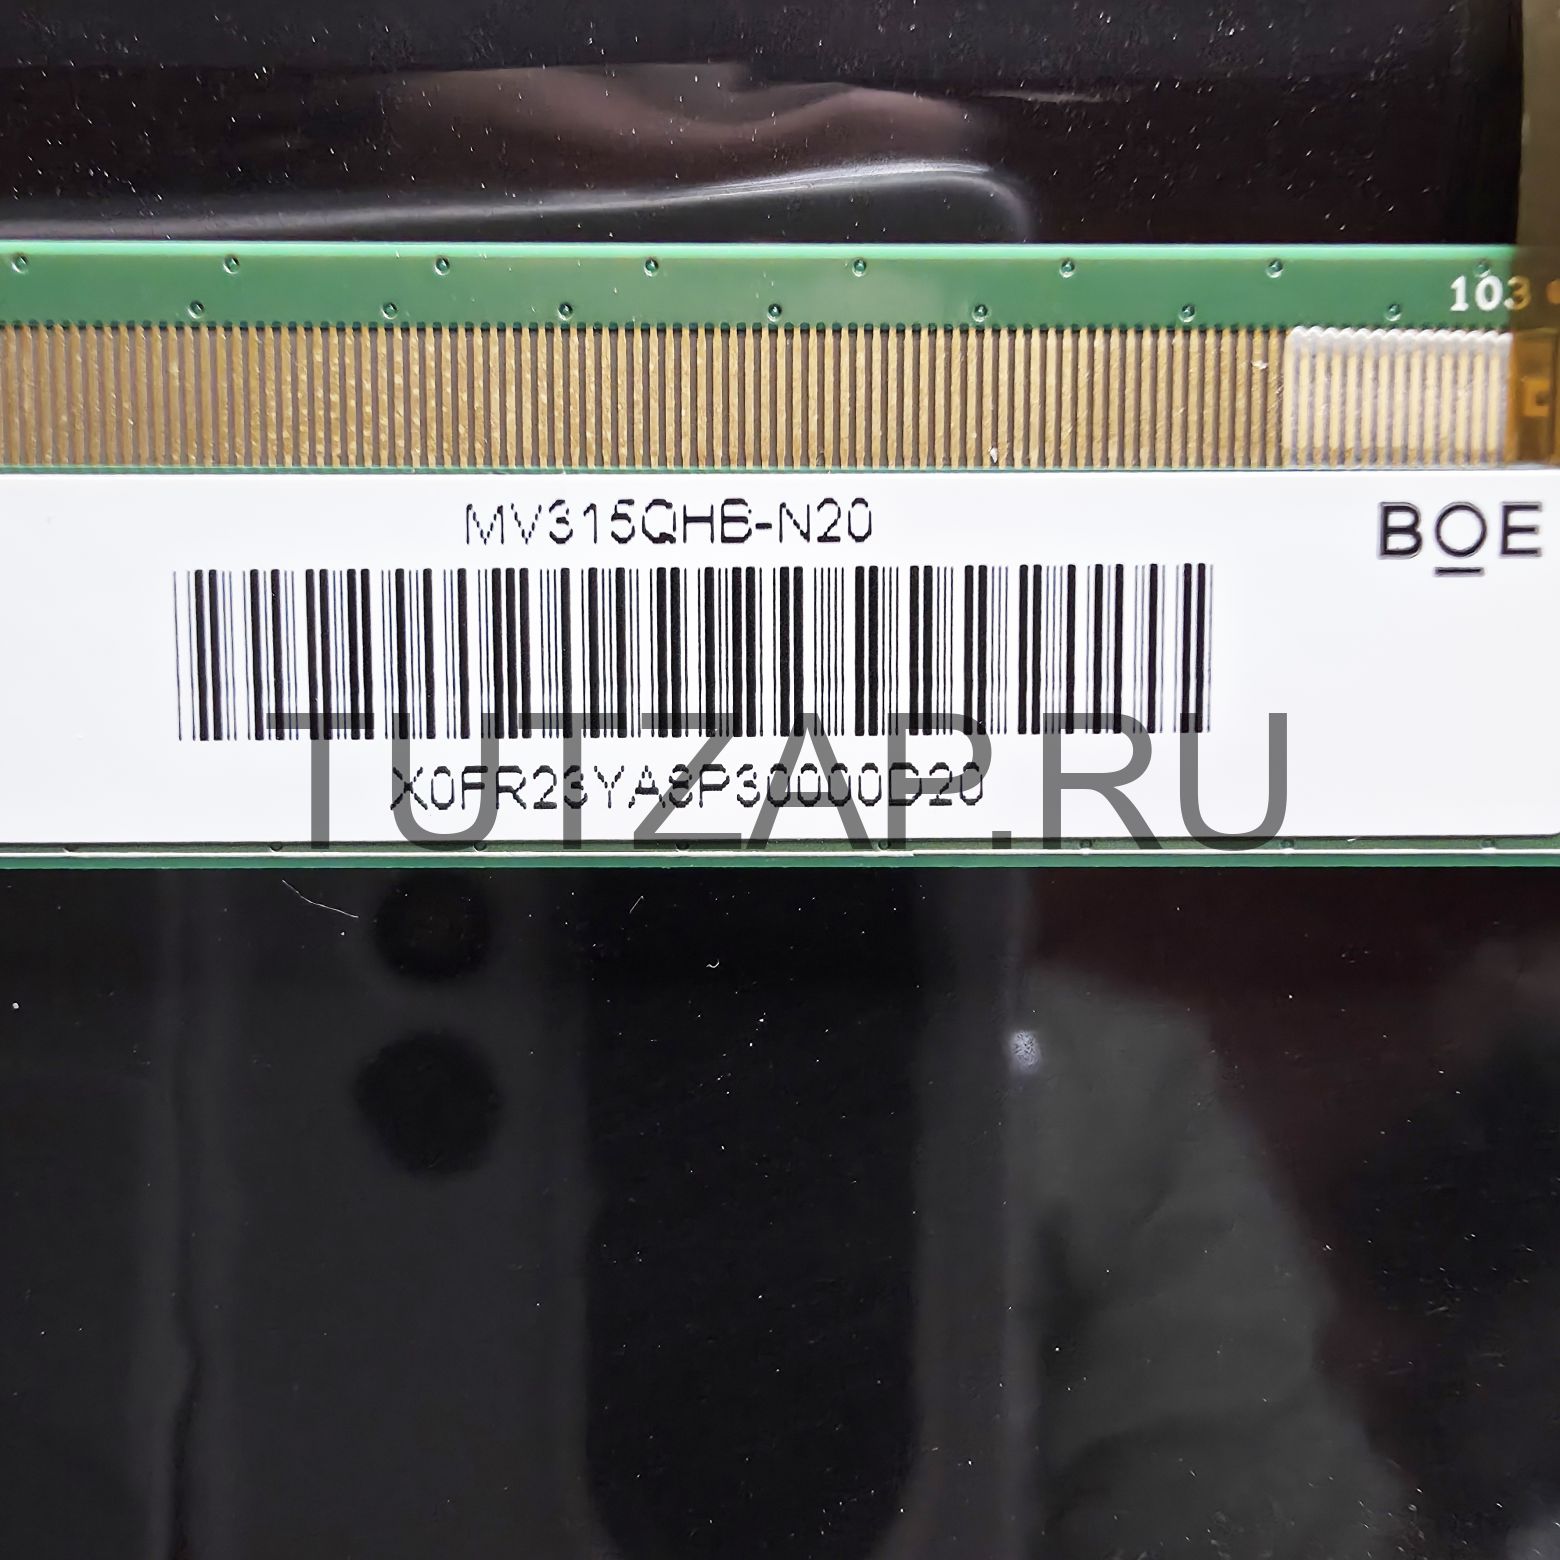 103
MV315QHB-N20
BOE
X0FR23YA8P30000D20
TUTZAP.RU